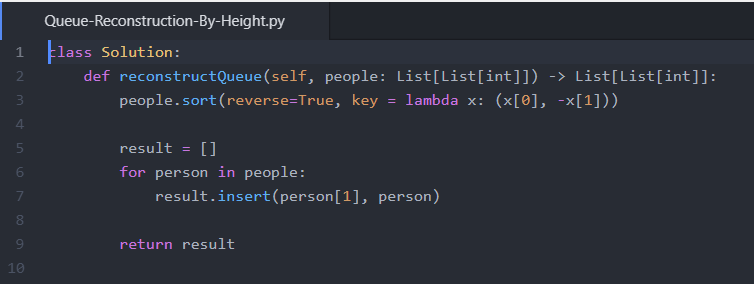 Queue-Reconstruction-By-Height.py
1 class Solution:
2     def reconstructQueue(self, people: List[List[int]]) -> List[List[int]]:
3         people.sort(reverse=True, key = lambda x: (x[0], -x[1]))
4
5         result = []
6         for person in people:
7             result.insert(person[1], person)
8
9         return result
10